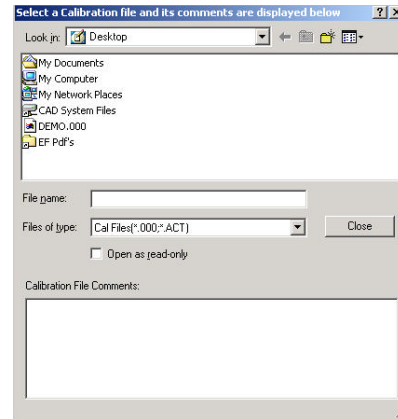 Select a Calibration file and its comments are displayed below
Look in: Desktop
My Documents
My Computer
My Network Places
CAD System Files
DEMO.000
EF Pdf's
File name:
Files of type: Cal Files(*.000;*.ACT) Close
Open as read-only
Calibration File Comments: